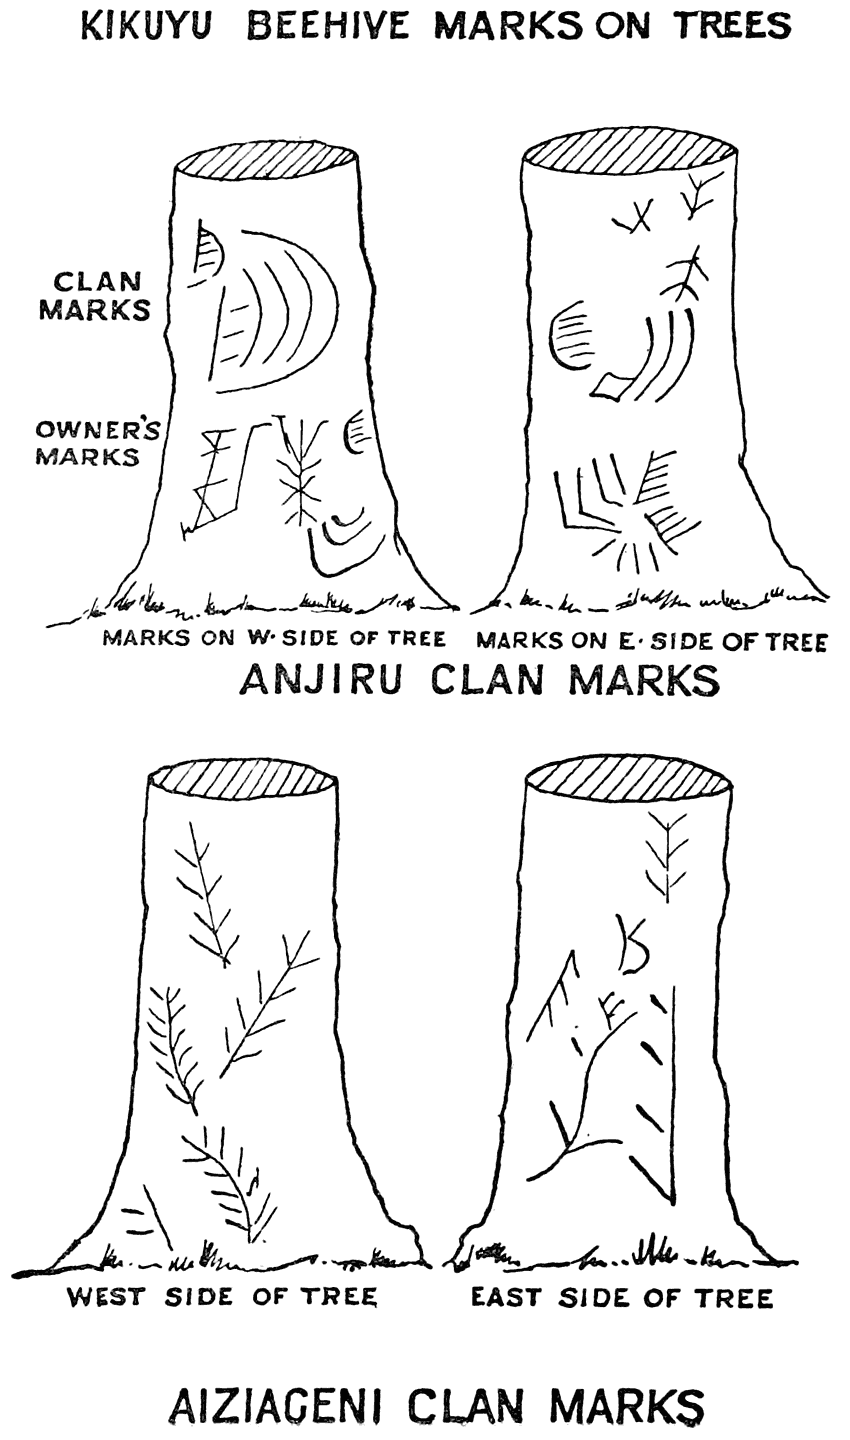 KIKUYU BEEHIVE MARKS ON TREES
CLAN
MARKS
OWNER'S
MARKS
MARKS ON W. SIDE OF TREE
MARKS ON E. SIDE OF TREE
ANJIRU CLAN MARKS
WEST SIDE OF TREE
EAST SIDE OF TREE
AIZIAGENI CLAN MARKS